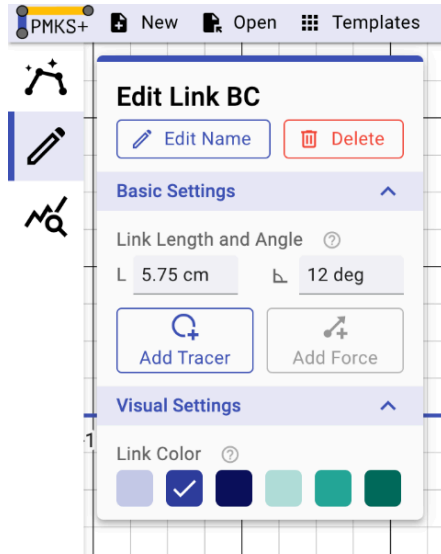 PMKS+ New Open Templates
Edit Link BC
Edit Name Delete
Basic Settings
Link Length and Angle ?
L 5.75 cm 12 deg
Add Tracer Add Force
Visual Settings
-1
Link Color ?